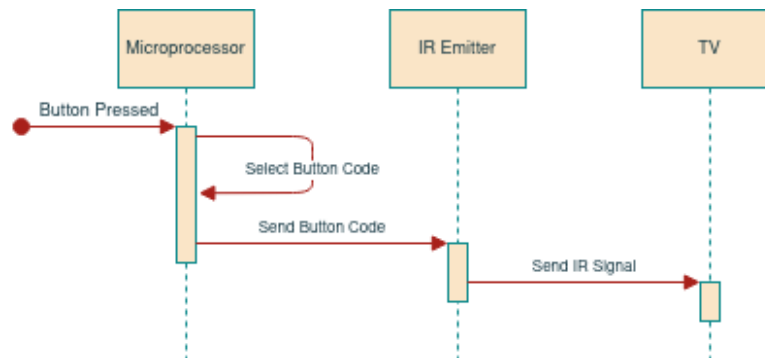 Microprocessor
IR Emitter
TV
Button Pressed
Select Button Code
Send Button Code
Send IR Signal